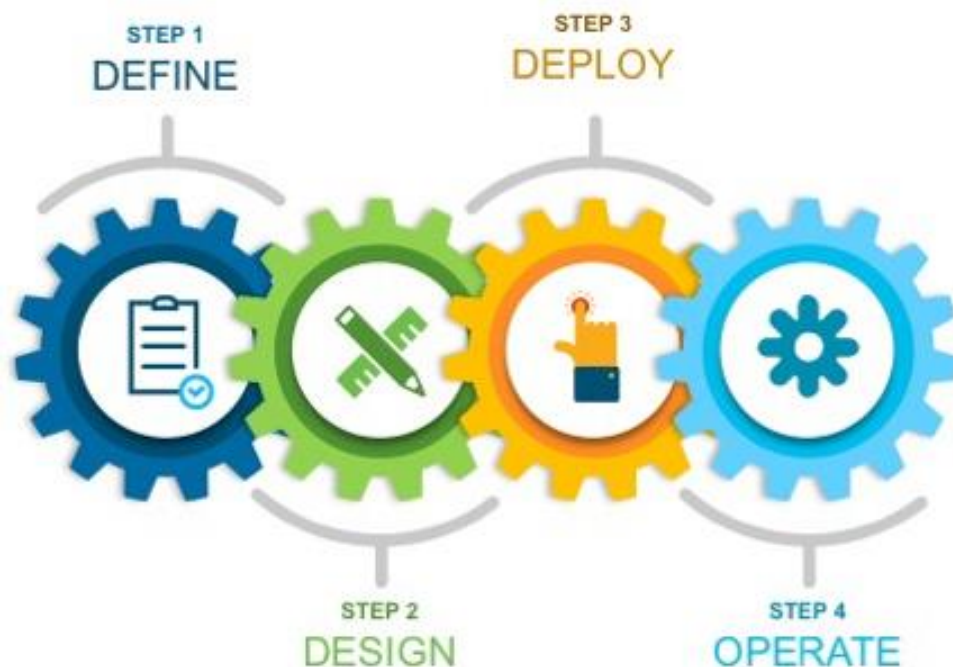 STEP 1
DEFINE
STEP 2
DESIGN
STEP 3
DEPLOY
STEP 4
OPERATE